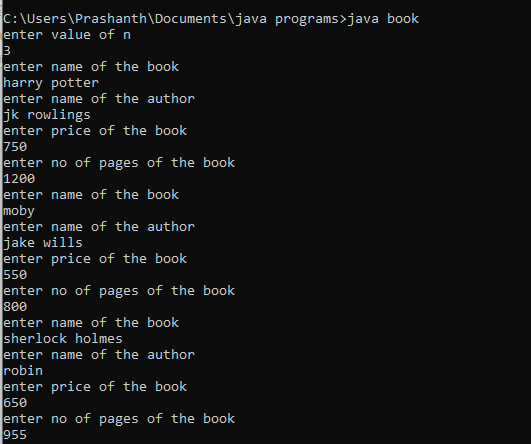 C:\Users\Prashanth\Documents\java programs>java book
enter value of n
3
enter name of the book
harry potter
enter name of the author
jk rowlings
enter price of the book
750
enter no of pages of the book
1200
enter name of the book
moby
enter name of the author
jake wills
enter price of the book
550
enter no of pages of the book
800
enter name of the book
sherlock holmes
enter name of the author
robin
enter price of the book
650
enter no of pages of the book
955